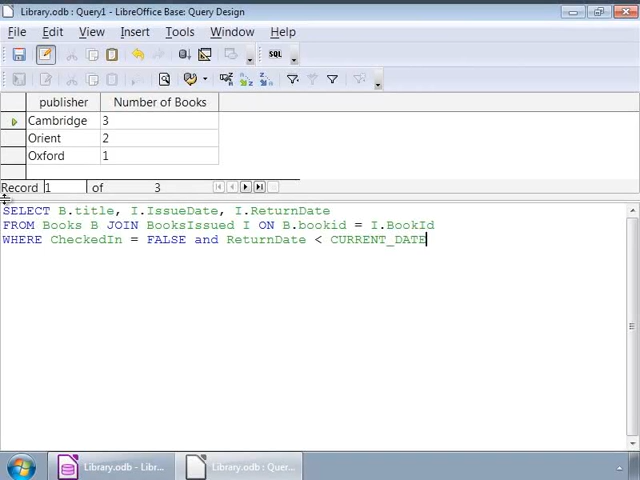 Library.odb : Query1 - LibreOffice Base: Query Design
File Edit View Insert Tools Window Help
SQL
publisher Number of Books
Cambridge 3
Orient 2
Oxford 1
Record 1 of 3
SELECT B.title, I.IssueDate, I.ReturnDate
FROM Books B JOIN BooksIssued I ON B.bookid = I.BookId
WHERE CheckedIn = FALSE and ReturnDate < CURRENT_DATE
Library.odb - Libr... Library.odb : Query...